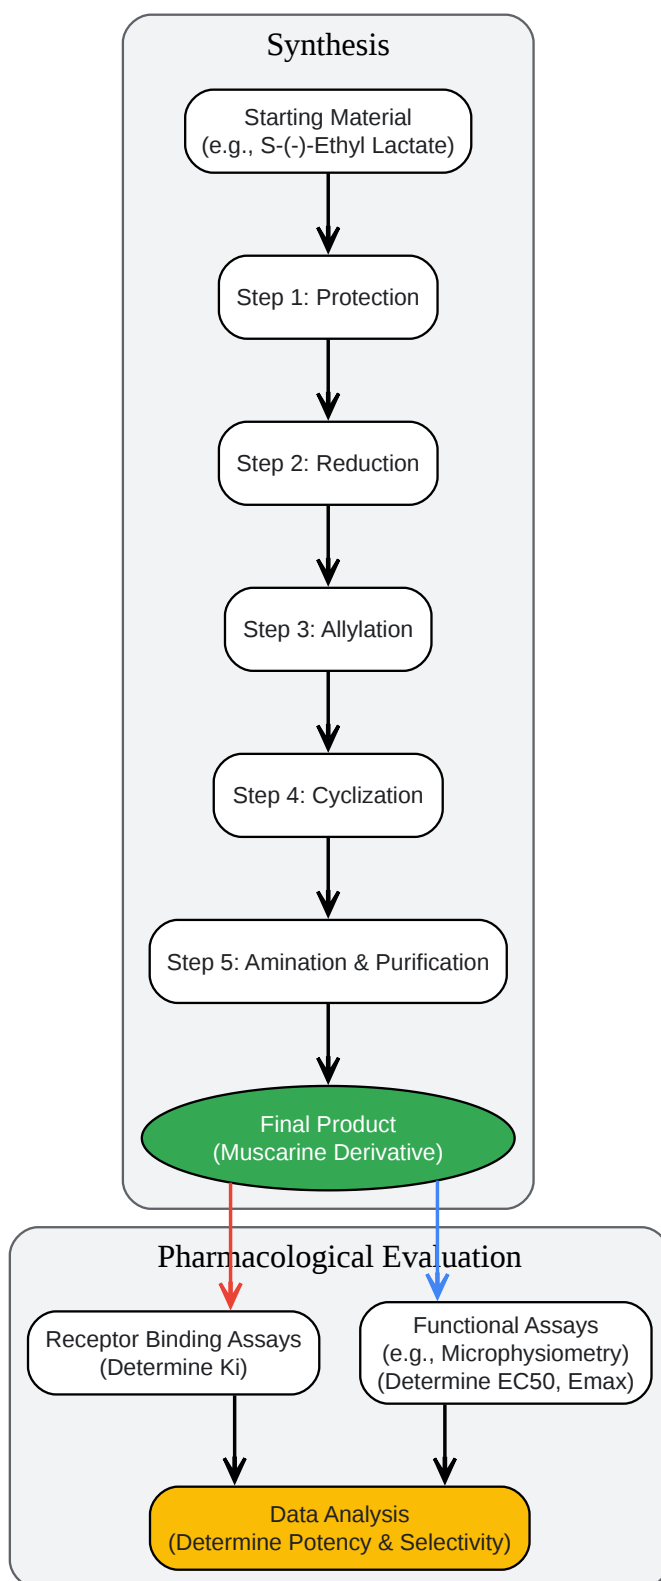 Synthesis
Starting Material
(e.g., S-(-)-Ethyl Lactate)
Step 1: Protection
Step 2: Reduction
Step 3: Allylation
Step 4: Cyclization
Step 5: Amination & Purification
Final Product
(Muscarine Derivative)
Pharmacological Evaluation
Receptor Binding Assays
(Determine Ki)
Functional Assays
(e.g., Microphysiometry)
(Determine EC50, Emax)
Data Analysis
(Determine Potency & Selectivity)